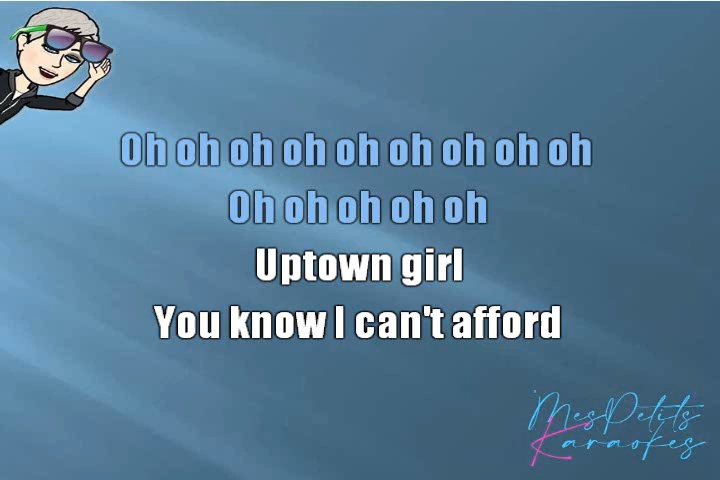 Oh oh oh oh oh oh oh oh oh
Oh oh oh oh oh
Uptown girl
You know I can't afford
MesPetits
Karaokes